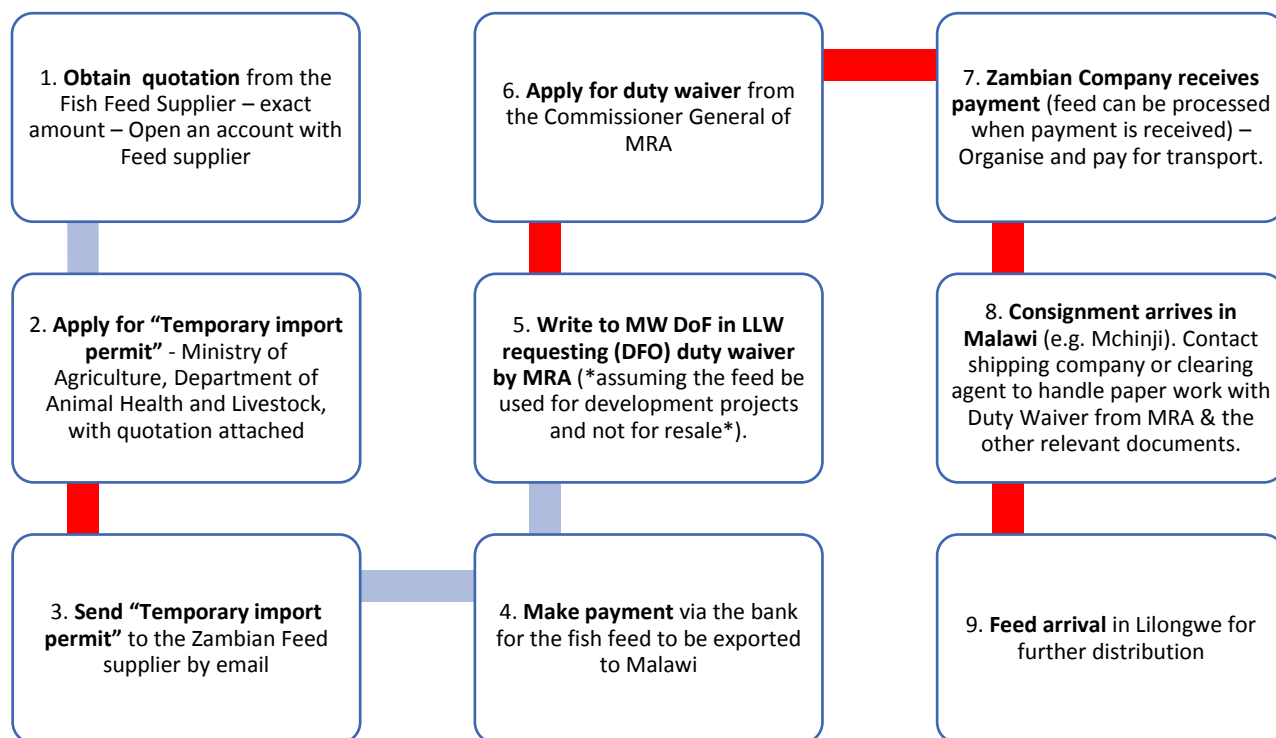 1. Obtain quotation from the
Fish Feed Supplier – exact
amount – Open an account with
Feed supplier
2. Apply for “Temporary import
permit” - Ministry of
Agriculture, Department of
Animal Health and Livestock,
with quotation attached
3. Send “Temporary import
permit” to the Zambian Feed
supplier by email
4. Make payment via the bank
for the fish feed to be exported
to Malawi
5. Write to MW DoF in LLW
requesting (DFO) duty waiver
by MRA (*assuming the feed be
used for development projects
and not for resale*).
6. Apply for duty waiver from
the Commissioner General of
MRA
7. Zambian Company receives
payment (feed can be processed
when payment is received) –
Organise and pay for transport.
8. Consignment arrives in
Malawi (e.g. Mchinji). Contact
shipping company or clearing
agent to handle paper work with
Duty Waiver from MRA & the
other relevant documents.
9. Feed arrival in Lilongwe for
further distribution